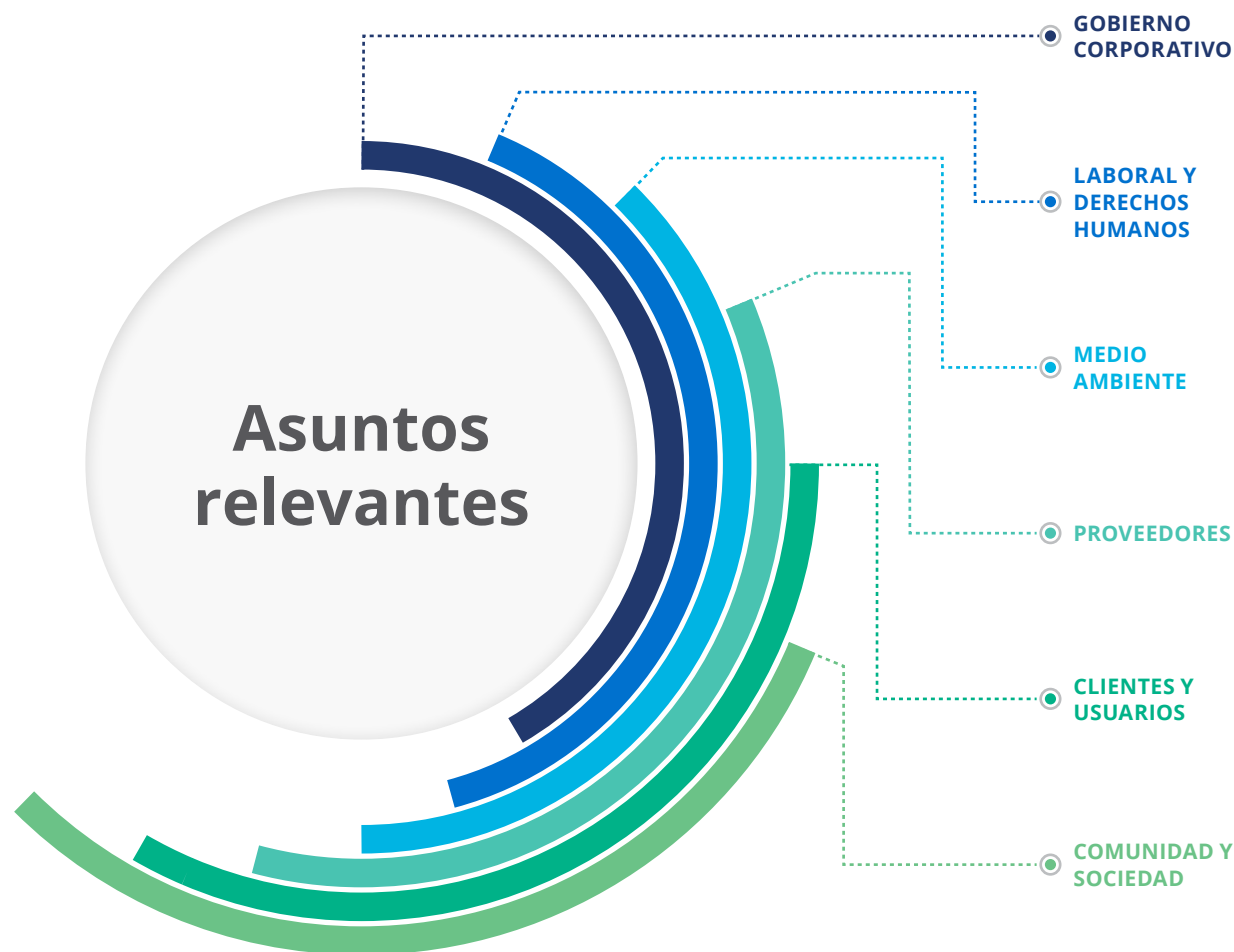 GOBIERNO
CORPORATIVO
LABORAL Y
DERECHOS
HUMANOS
MEDIO
AMBIENTE
Asuntos
relevantes
PROVEEDORES
CLIENTES Y
USUARIOS
COMUNIDAD Y
SOCIEDAD